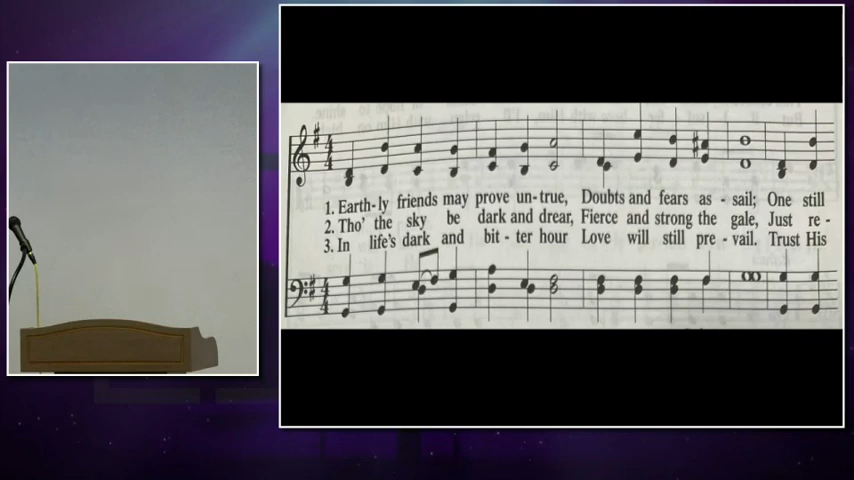 1. Earth-ly friends may prove un-true, Doubts and fears as - sail; One still
2. Tho' the sky be dark and drear, Fierce and strong the gale, Just re -
3. In life's dark and bit - ter hour Love will still pre - vail. Trust His